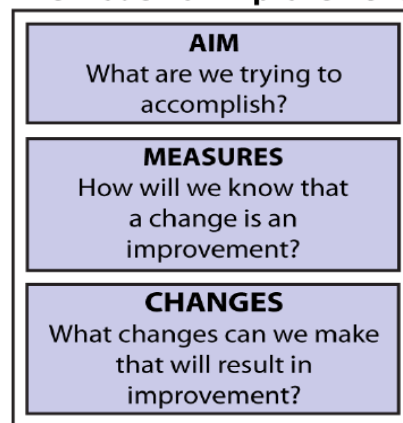 AIM
What are we trying to
accomplish?
MEASURES
How will we know that
a change is an
improvement?
CHANGES
What changes can we make
that will result in
improvement?